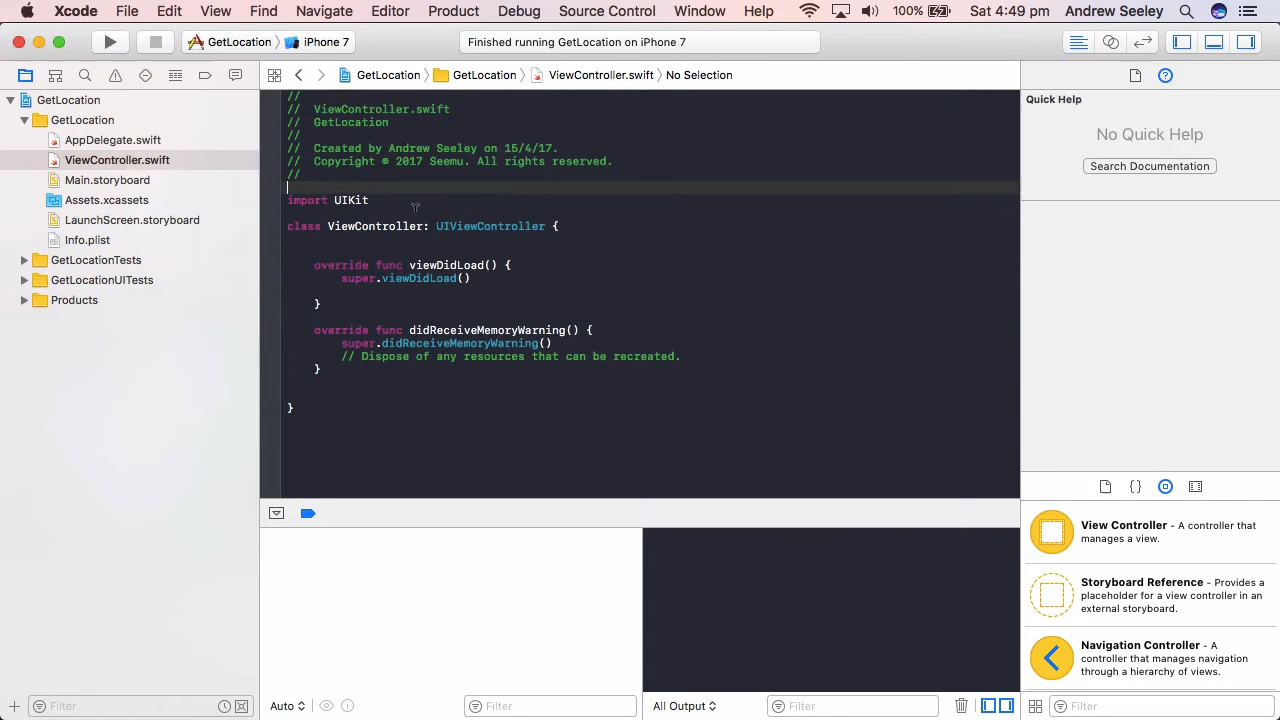 Xcode File Edit View Find Navigate Editor Product Debug Source Control Window Help 100% Sat 4:49 pm Andrew Seeley
GetLocation iPhone 7 Finished running GetLocation on iPhone 7
GetLocation GetLocation ViewController.swift No Selection
GetLocation
GetLocation
AppDelegate.swift
ViewController.swift
Main.storyboard
Assets.xcassets
LaunchScreen.storyboard
Info.plist
GetLocationTests
GetLocationUITests
Products
Filter
//
// ViewController.swift
// GetLocation
//
// Created by Andrew Seeley on 15/4/17.
// Copyright © 2017 Seemu. All rights reserved.
//
import UIKit
class ViewController: UIViewController {
override func viewDidLoad() {
super.viewDidLoad()
}
override func didReceiveMemoryWarning() {
super.didReceiveMemoryWarning()
// Dispose of any resources that can be recreated.
}
}
Auto Filter All Output Filter
Quick Help
No Quick Help
Search Documentation
View Controller - A controller that
manages a view.
Storyboard Reference - Provides a
placeholder for a view controller in an
external storyboard.
Navigation Controller - A
controller that manages navigation
through a hierarchy of views.
Filter